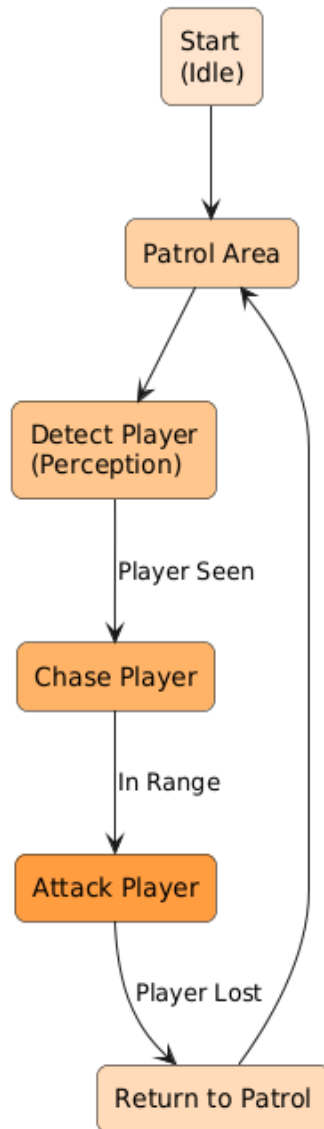 Start
(Idle)
Patrol Area
Detect Player
(Perception)
Player Seen
Chase Player
In Range
Attack Player
Player Lost
Return to Patrol